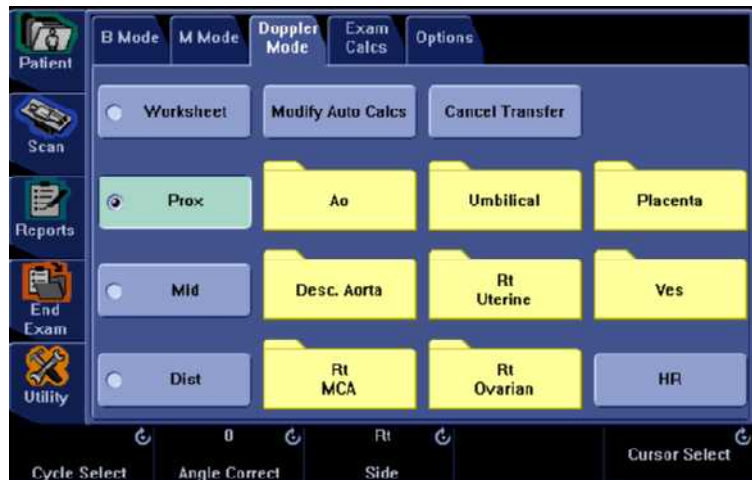 Patient
Scan
Reports
End
Exam
Utility
B Mode
M Mode
Doppler
Mode
Exam
Calcs
Options
Worksheet
Modify Auto Calcs
Cancel Transfer
Prox
Ao
Umbilical
Placenta
Mid
Desc. Aorta
Rt
Uterine
Ves
Dist
Rt
MCA
Rt
Ovarian
HR
Cycle Select
0
Angle Correct
Rt
Side
Cursor Select